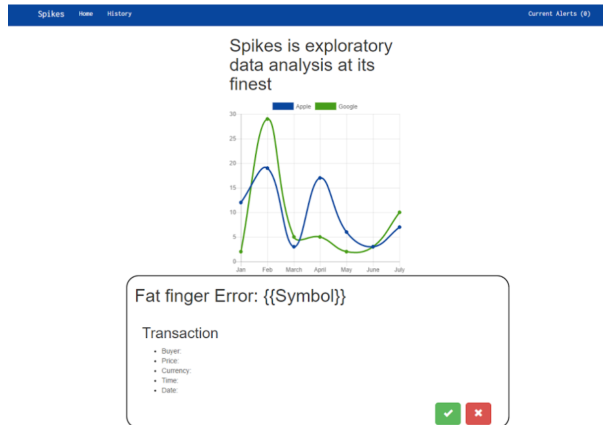 Spikes Home History Current Alerts (0)
Spikes is exploratory
data analysis at its
finest
Apple Google
30
25
20
15
10
5
0
Jan Feb March April May June July
Fat finger Error: {{Symbol}}
Transaction
Buyer:
Price:
Currency:
Time:
Date: